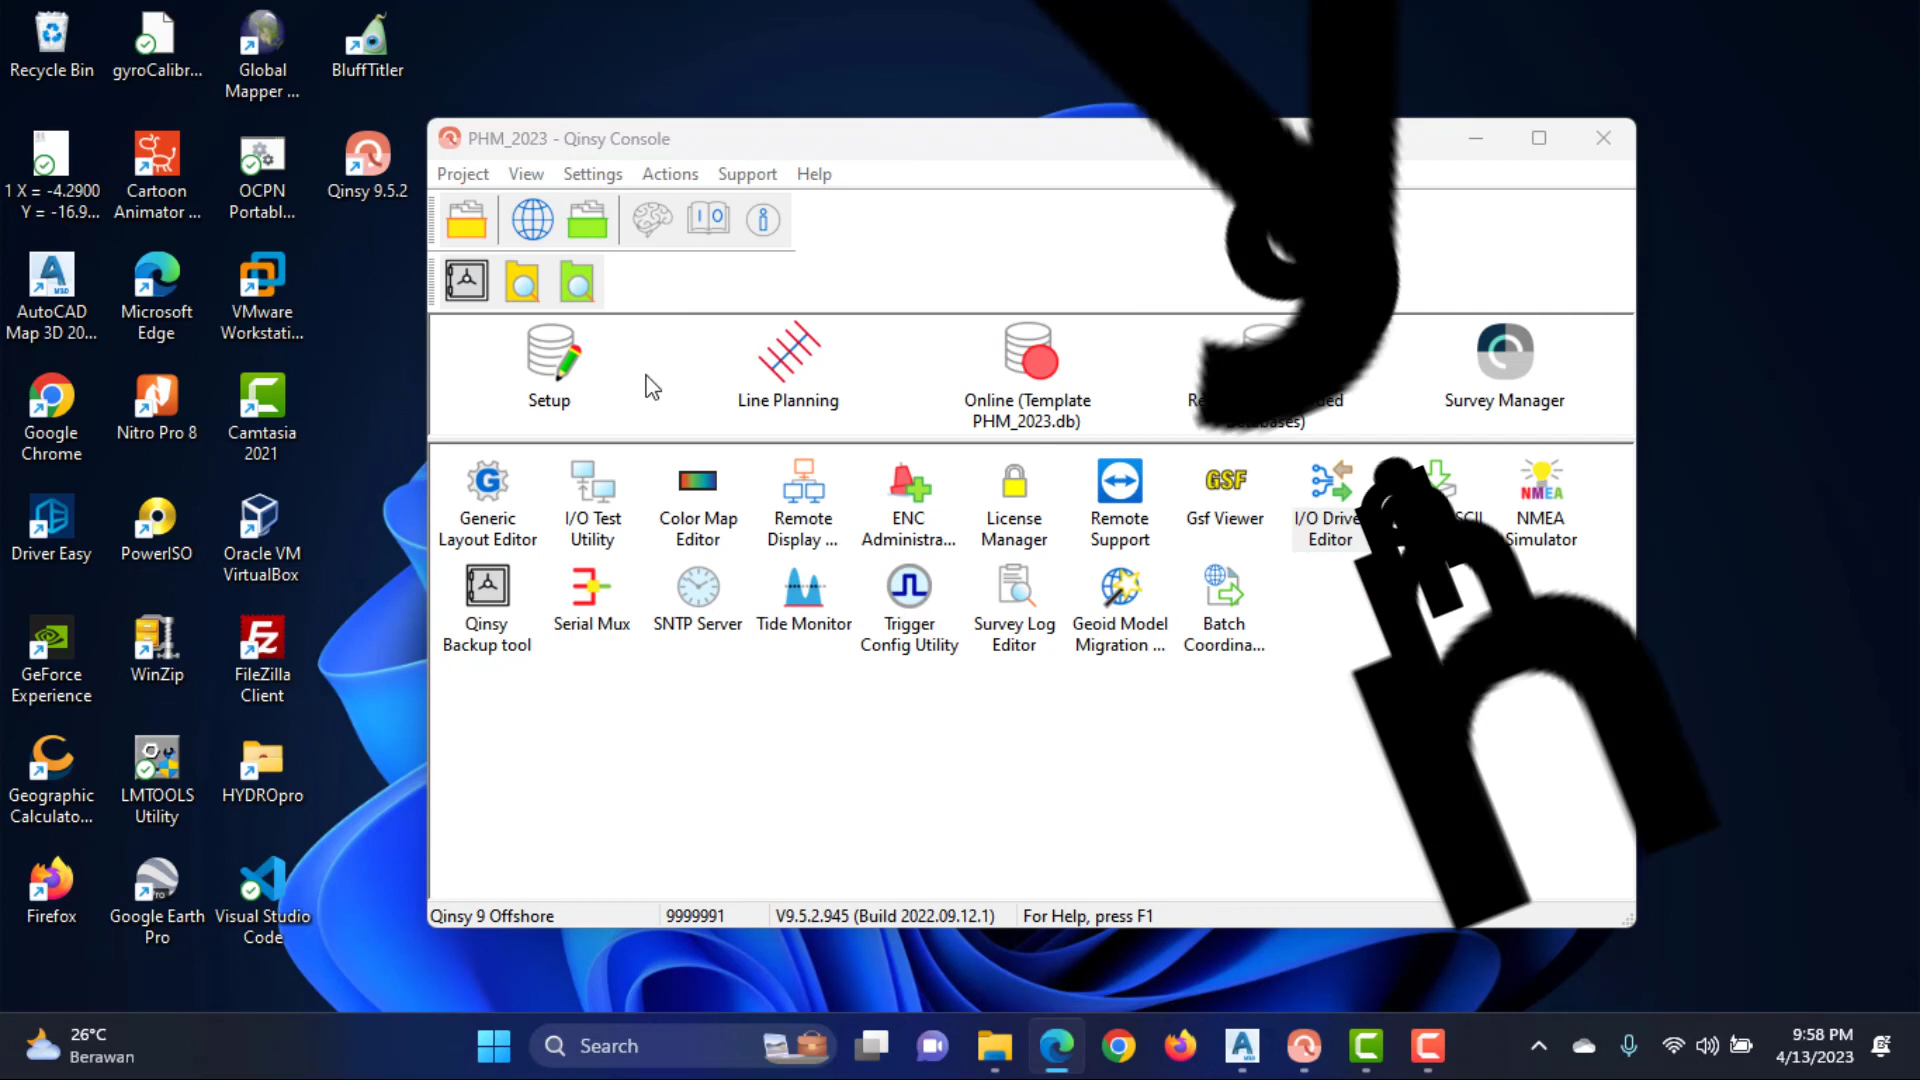 Recycle Bin
gyroCalibr...
Global
Mapper ...
BluffTitler
1 X = -4.2900
Y = -16.9...
Cartoon
Animator ...
OCPN
Portabl...
Qinsy 9.5.2
AutoCAD
Map 3D 20...
Microsoft
Edge
VMware
Workstati...
Google
Chrome
Nitro Pro 8
Camtasia
2021
Driver Easy
PowerISO
Oracle VM
VirtualBox
GeForce
Experience
WinZip
FileZilla
Client
Geographic
Calculato...
LMTOOLS
Utility
HYDROpro
Firefox
Google Earth
Pro
Visual Studio
Code
PHM_2023 - Qinsy Console
Project View Settings Actions Support Help
Setup
Line Planning
Online (Template
PHM_2023.db)
Survey Manager
Generic
Layout Editor
I/O Test
Utility
Color Map
Editor
Remote
Display ...
ENC
Administra...
License
Manager
Remote
Support
GSF
Gsf Viewer
I/O Drive
Editor
NMEA
NMEA
Simulator
Qinsy
Backup tool
Serial Mux
SNTP Server
Tide Monitor
Trigger
Config Utility
Survey Log
Editor
Geoid Model
Migration ...
Batch
Coordina...
Qinsy 9 Offshore 9999991 V9.5.2.945 (Build 2022.09.12.1) For Help, press F1
y
n
26°C
Berawan
Search
9:58 PM
4/13/2023